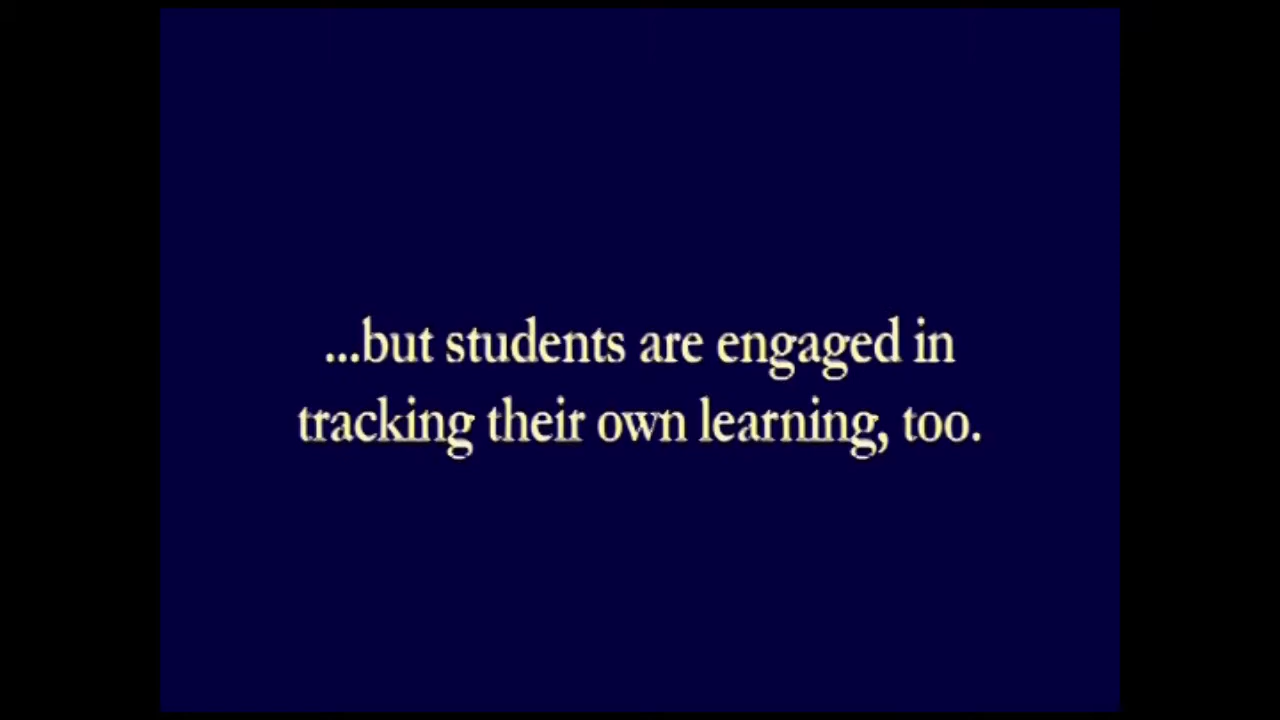 ...but students are engaged in
tracking their own learning, too.